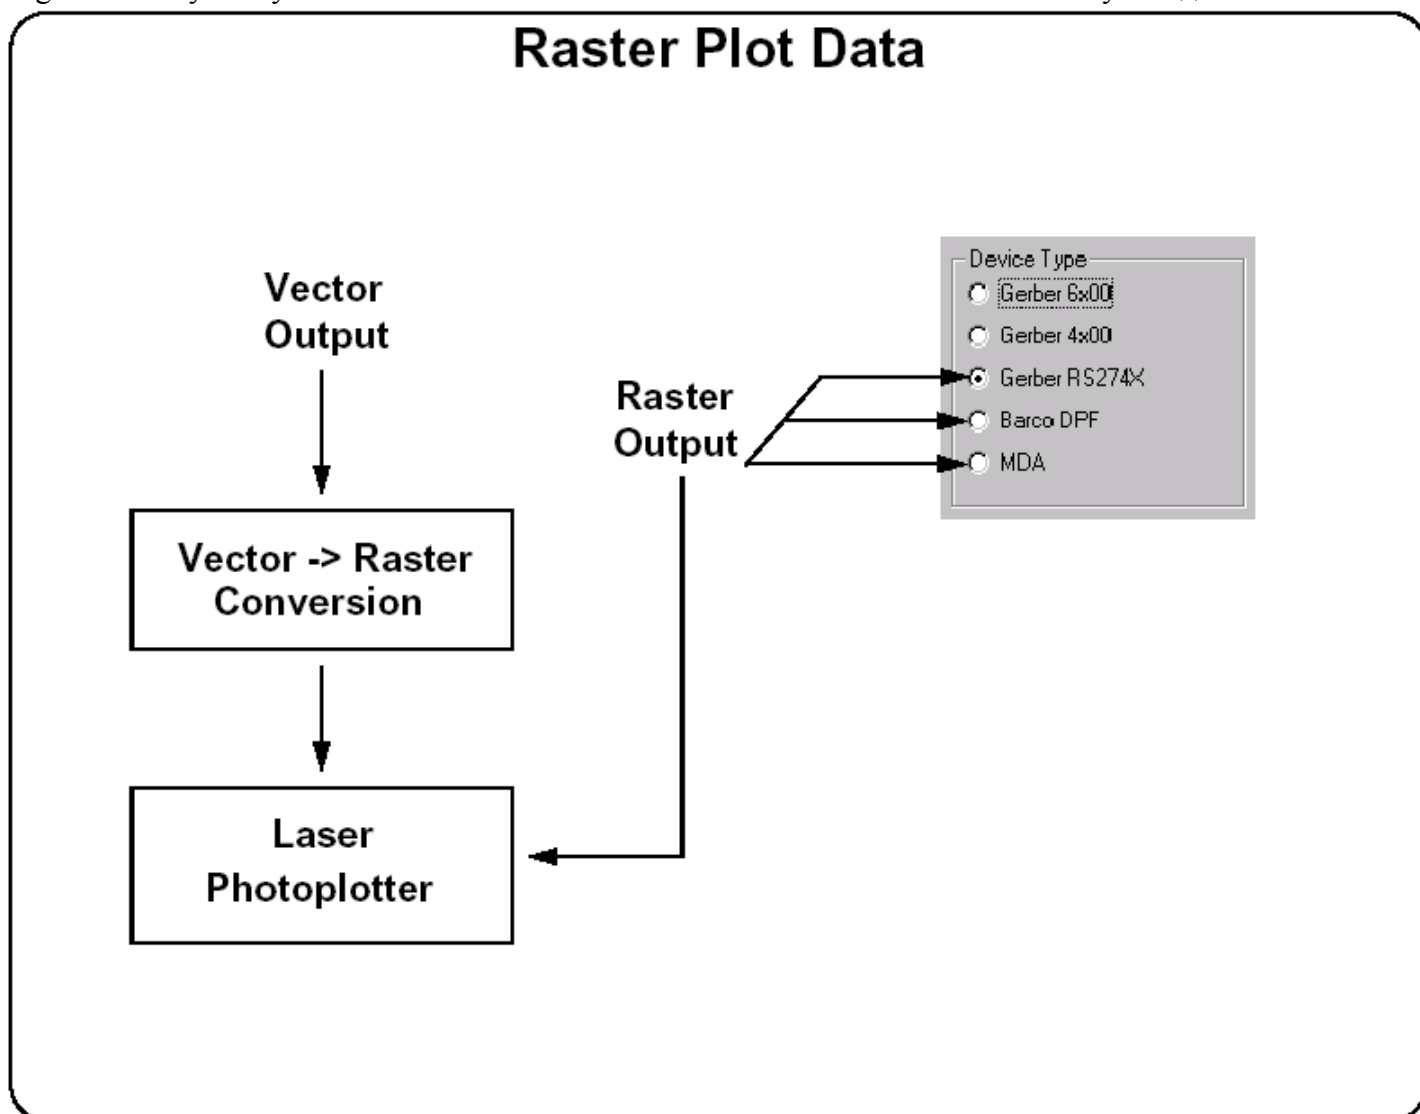 Raster Plot Data
Vector
Output
Vector -> Raster
Conversion
Laser
Photoplotter
Raster
Output
Device Type
Gerber 6x00
Gerber 4x00
Gerber RS274X
Barco DPF
MDA